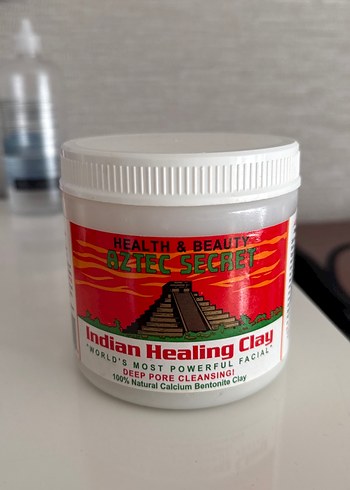 HEALTH & BEAUTY
AZTEC SECRET
Indian Healing Clay
"WORLD'S MOST POWERFUL FACIAL"
DEEP PORE CLEANSING!
100% Natural Calcium Bentonite Clay